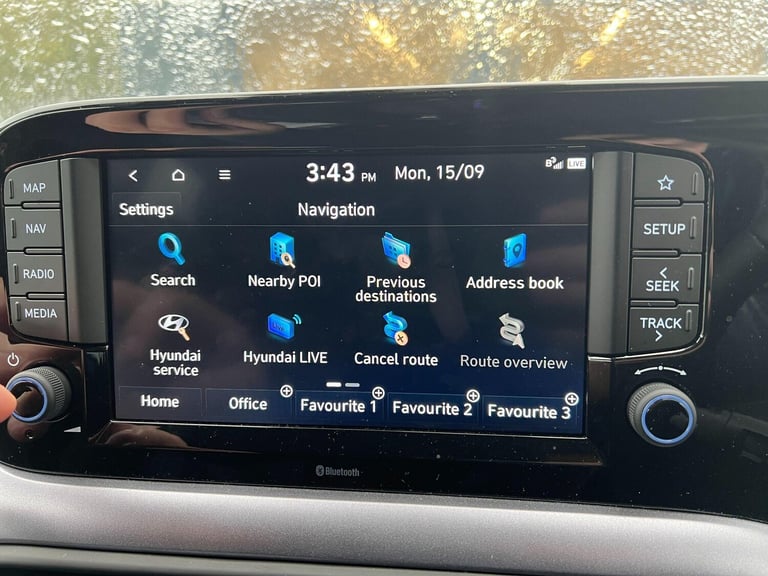 3:43 PM Mon, 15/09
B LIVE
Settings Navigation
MAP
NAV
RADIO
MEDIA
Search Nearby POI Previous destinations Address book
Hyundai service Hyundai LIVE Cancel route Route overview
Home Office Favourite 1 Favourite 2 Favourite 3
SETUP
< SEEK
TRACK >
Bluetooth